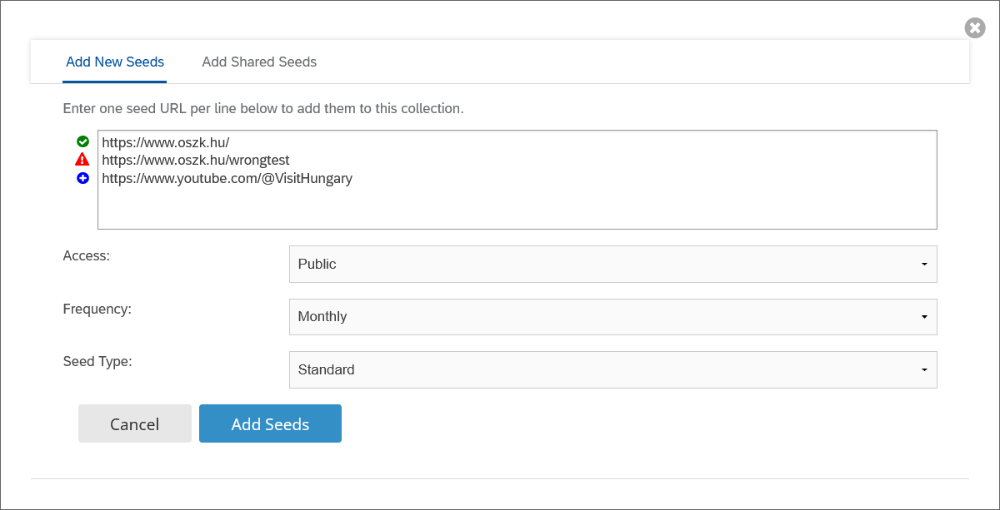 Add New Seeds
Add Shared Seeds
Enter one seed URL per line below to add them to this collection.
https://www.oszk.hu/
https://www.oszk.hu/wrongtest
https://www.youtube.com/@VisitHungary
Access:
Public
Frequency:
Monthly
Seed Type:
Standard
Cancel
Add Seeds